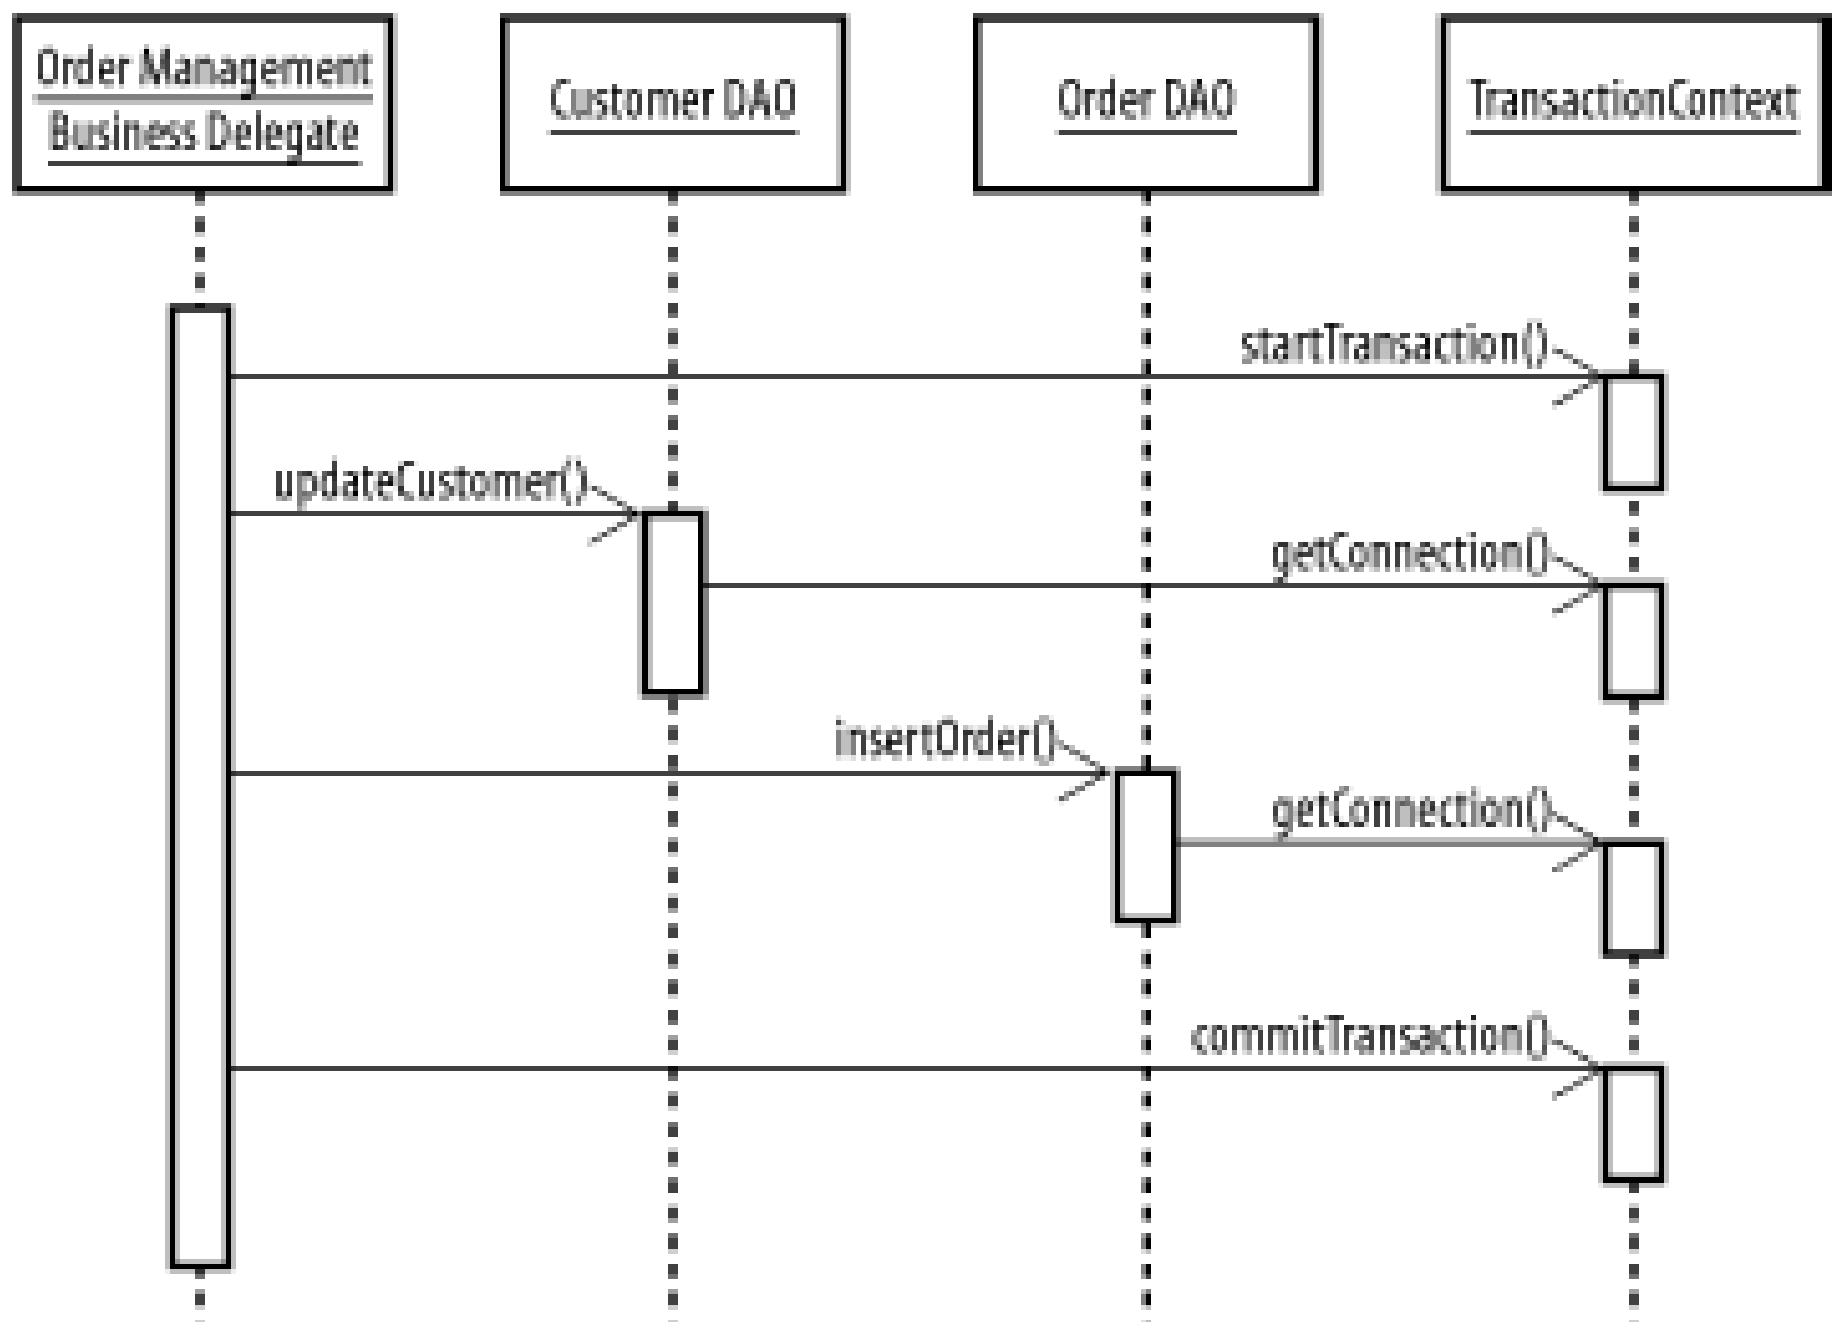 Order Management
Business Delegate
Customer DAO
Order DAO
TransactionContext
startTransaction()
updateCustomer()
getConnection()
insertOrder()
getConnection()
commitTransaction()